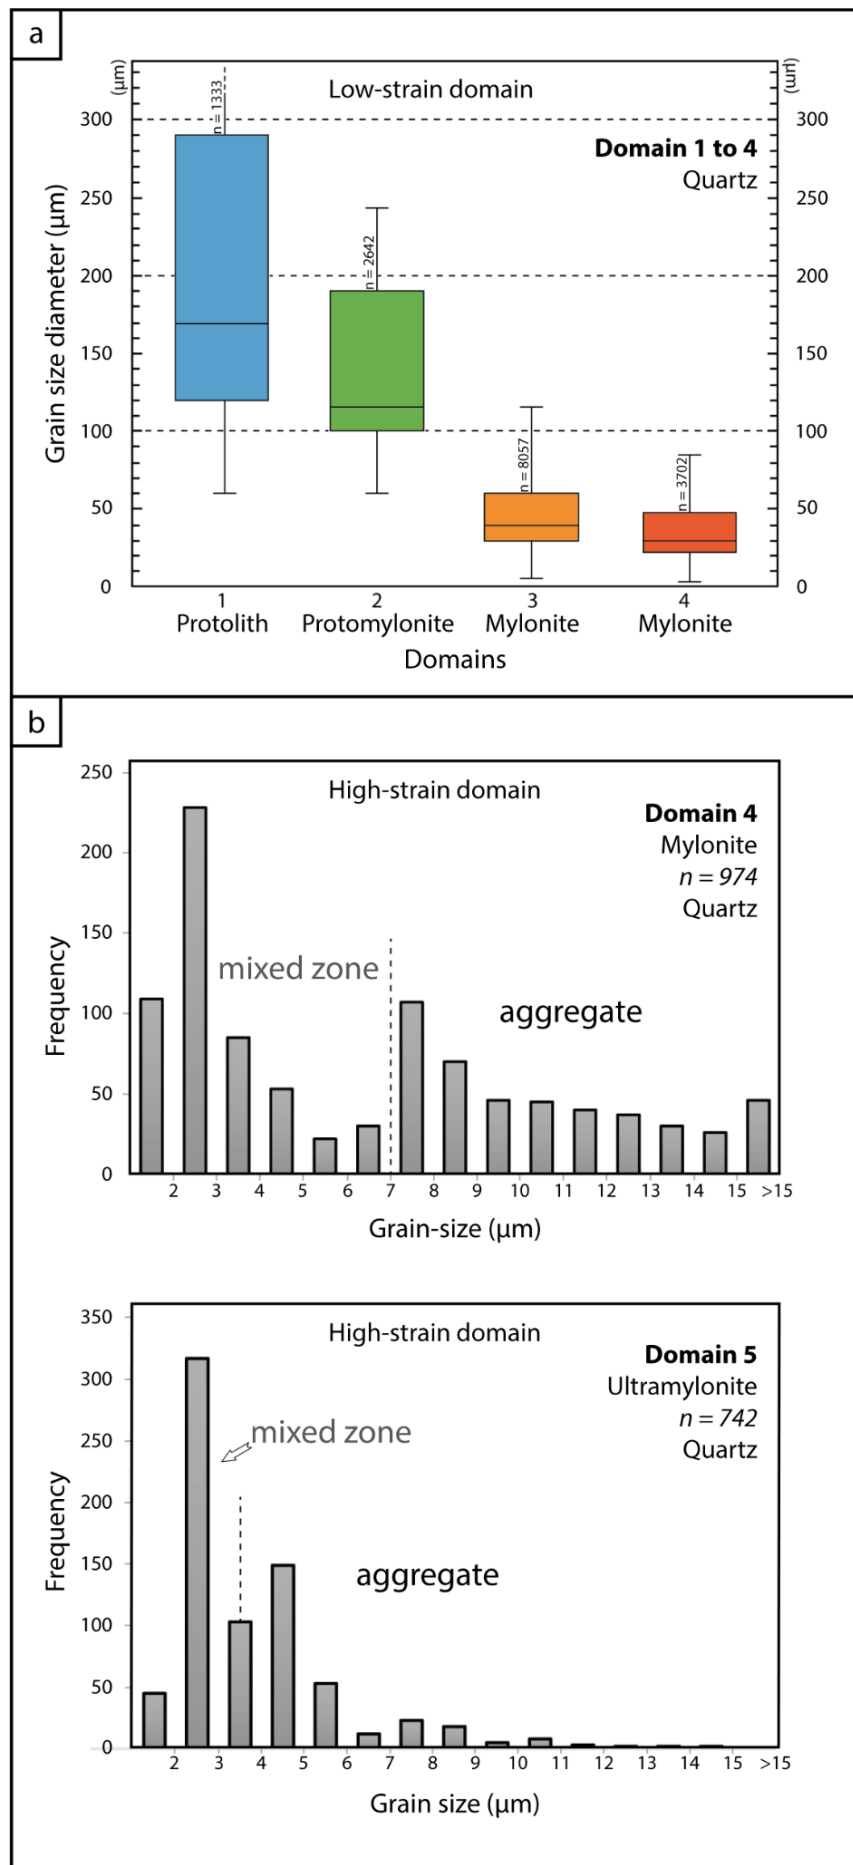 a
(μm)
Low-strain domain
(μm)
n = 1333
300
300
Domain 1 to 4
Quartz
250
250
n = 2642
200
200
150
150
100
100
n = 8057
n = 3702
50
50
0
0
Grain size diameter (μm)
1
2
3
4
Protolith
Protomylonite
Mylonite
Mylonite
Domains
b
250
200
150
100
50
0
Frequency
High-strain domain
Domain 4
Mylonite
n = 974
Quartz
mixed zone
aggregate
2 3 4 5 6 7 8 9 10 11 12 13 14 15 >15
Grain-size (μm)
350
300
250
200
150
100
50
0
Frequency
High-strain domain
Domain 5
Ultramylonite
n = 742
Quartz
mixed zone
aggregate
2 3 4 5 6 7 8 9 10 11 12 13 14 15 >15
Grain size (μm)